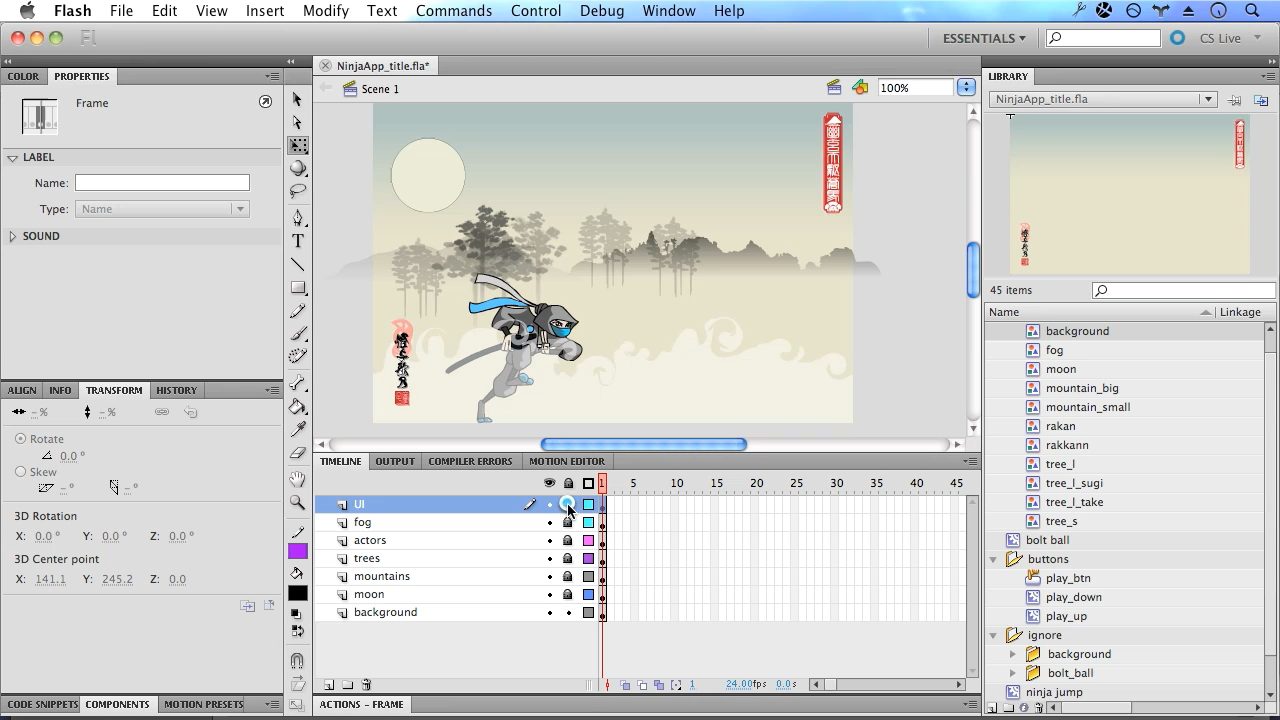 Flash File Edit View Insert Modify Text Commands Control Debug Window Help
Fl ESSENTIALS CS Live
COLOR PROPERTIES
NinjaApp_title.fla*
LIBRARY
Frame
Scene 1
100%
NinjaApp_title.fla
LABEL
Name:
Type: Name
SOUND
45 items
Name Linkage
background
fog
moon
mountain_big
mountain_small
rakan
rakkann
tree_l
tree_l_sugi
tree_l_take
tree_s
bolt ball
buttons
play_btn
play_down
play_up
ignore
background
bolt_ball
ninja jump
ALIGN INFO TRANSFORM HISTORY
-% -%
Rotate
0.0°
Skew
-° -°
3D Rotation
X: 0.0° Y: 0.0° Z: 0.0°
3D Center point
X: 141.1 Y: 245.2 Z: 0.0
TIMELINE OUTPUT COMPILER ERRORS MOTION EDITOR
1 5 10 15 20 25 30 35 40 45
UI
fog
actors
trees
mountains
moon
background
1 24.00fps 0.0s
CODE SNIPPETS COMPONENTS MOTION PRESETS
ACTIONS - FRAME